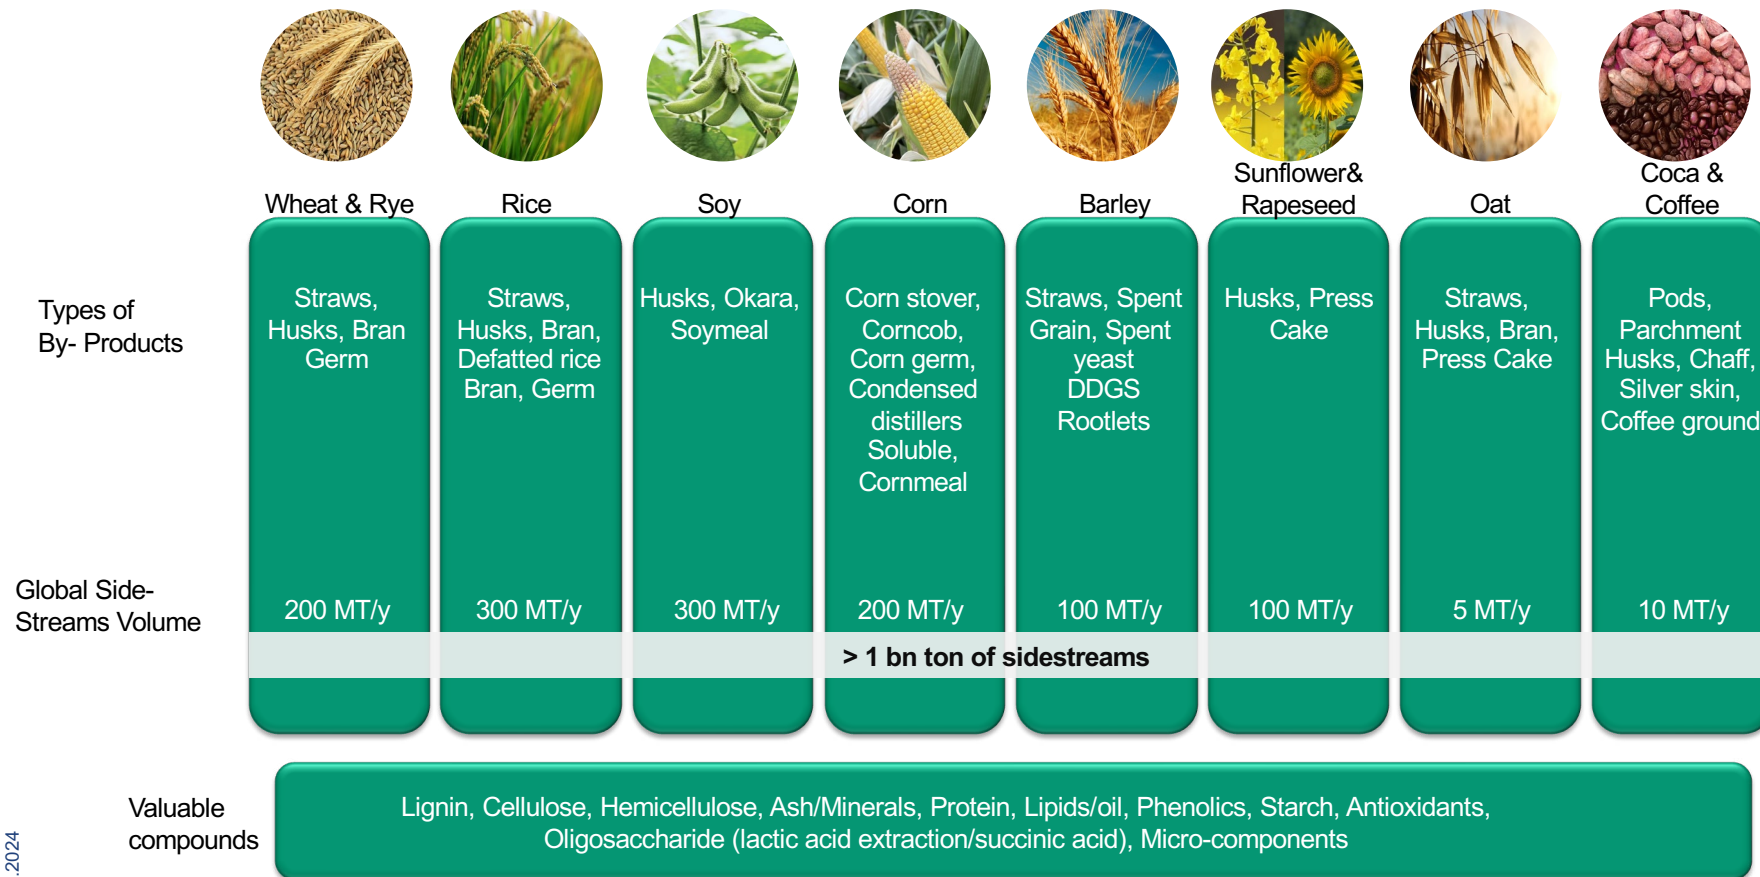 Wheat & Rye
Rice
Soy
Corn
Barley
Sunflower&
Rapeseed
Oat
Coca &
Coffee
Types of
By- Products
Straws,
Husks, Bran
Germ
Straws,
Husks, Bran,
Defatted rice
Bran, Germ
Husks, Okara,
Soymeal
Corn stover,
Corncob,
Corn germ,
Condensed
distillers
Soluble,
Cornmeal
Straws, Spent
Grain, Spent
yeast
DDGS
Rootlets
Husks, Press
Cake
Straws,
Husks, Bran,
Press Cake
Pods,
Parchment
Husks, Chaff,
Silver skin,
Coffee ground
Global Side-
Streams Volume
200 MT/y
300 MT/y
300 MT/y
200 MT/y
100 MT/y
100 MT/y
5 MT/y
10 MT/y
> 1 bn ton of sidestreams
Valuable
compounds
Lignin, Cellulose, Hemicellulose, Ash/Minerals, Protein, Lipids/oil, Phenolics, Starch, Antioxidants,
Oligosaccharide (lactic acid extraction/succinic acid), Micro-components
.2024